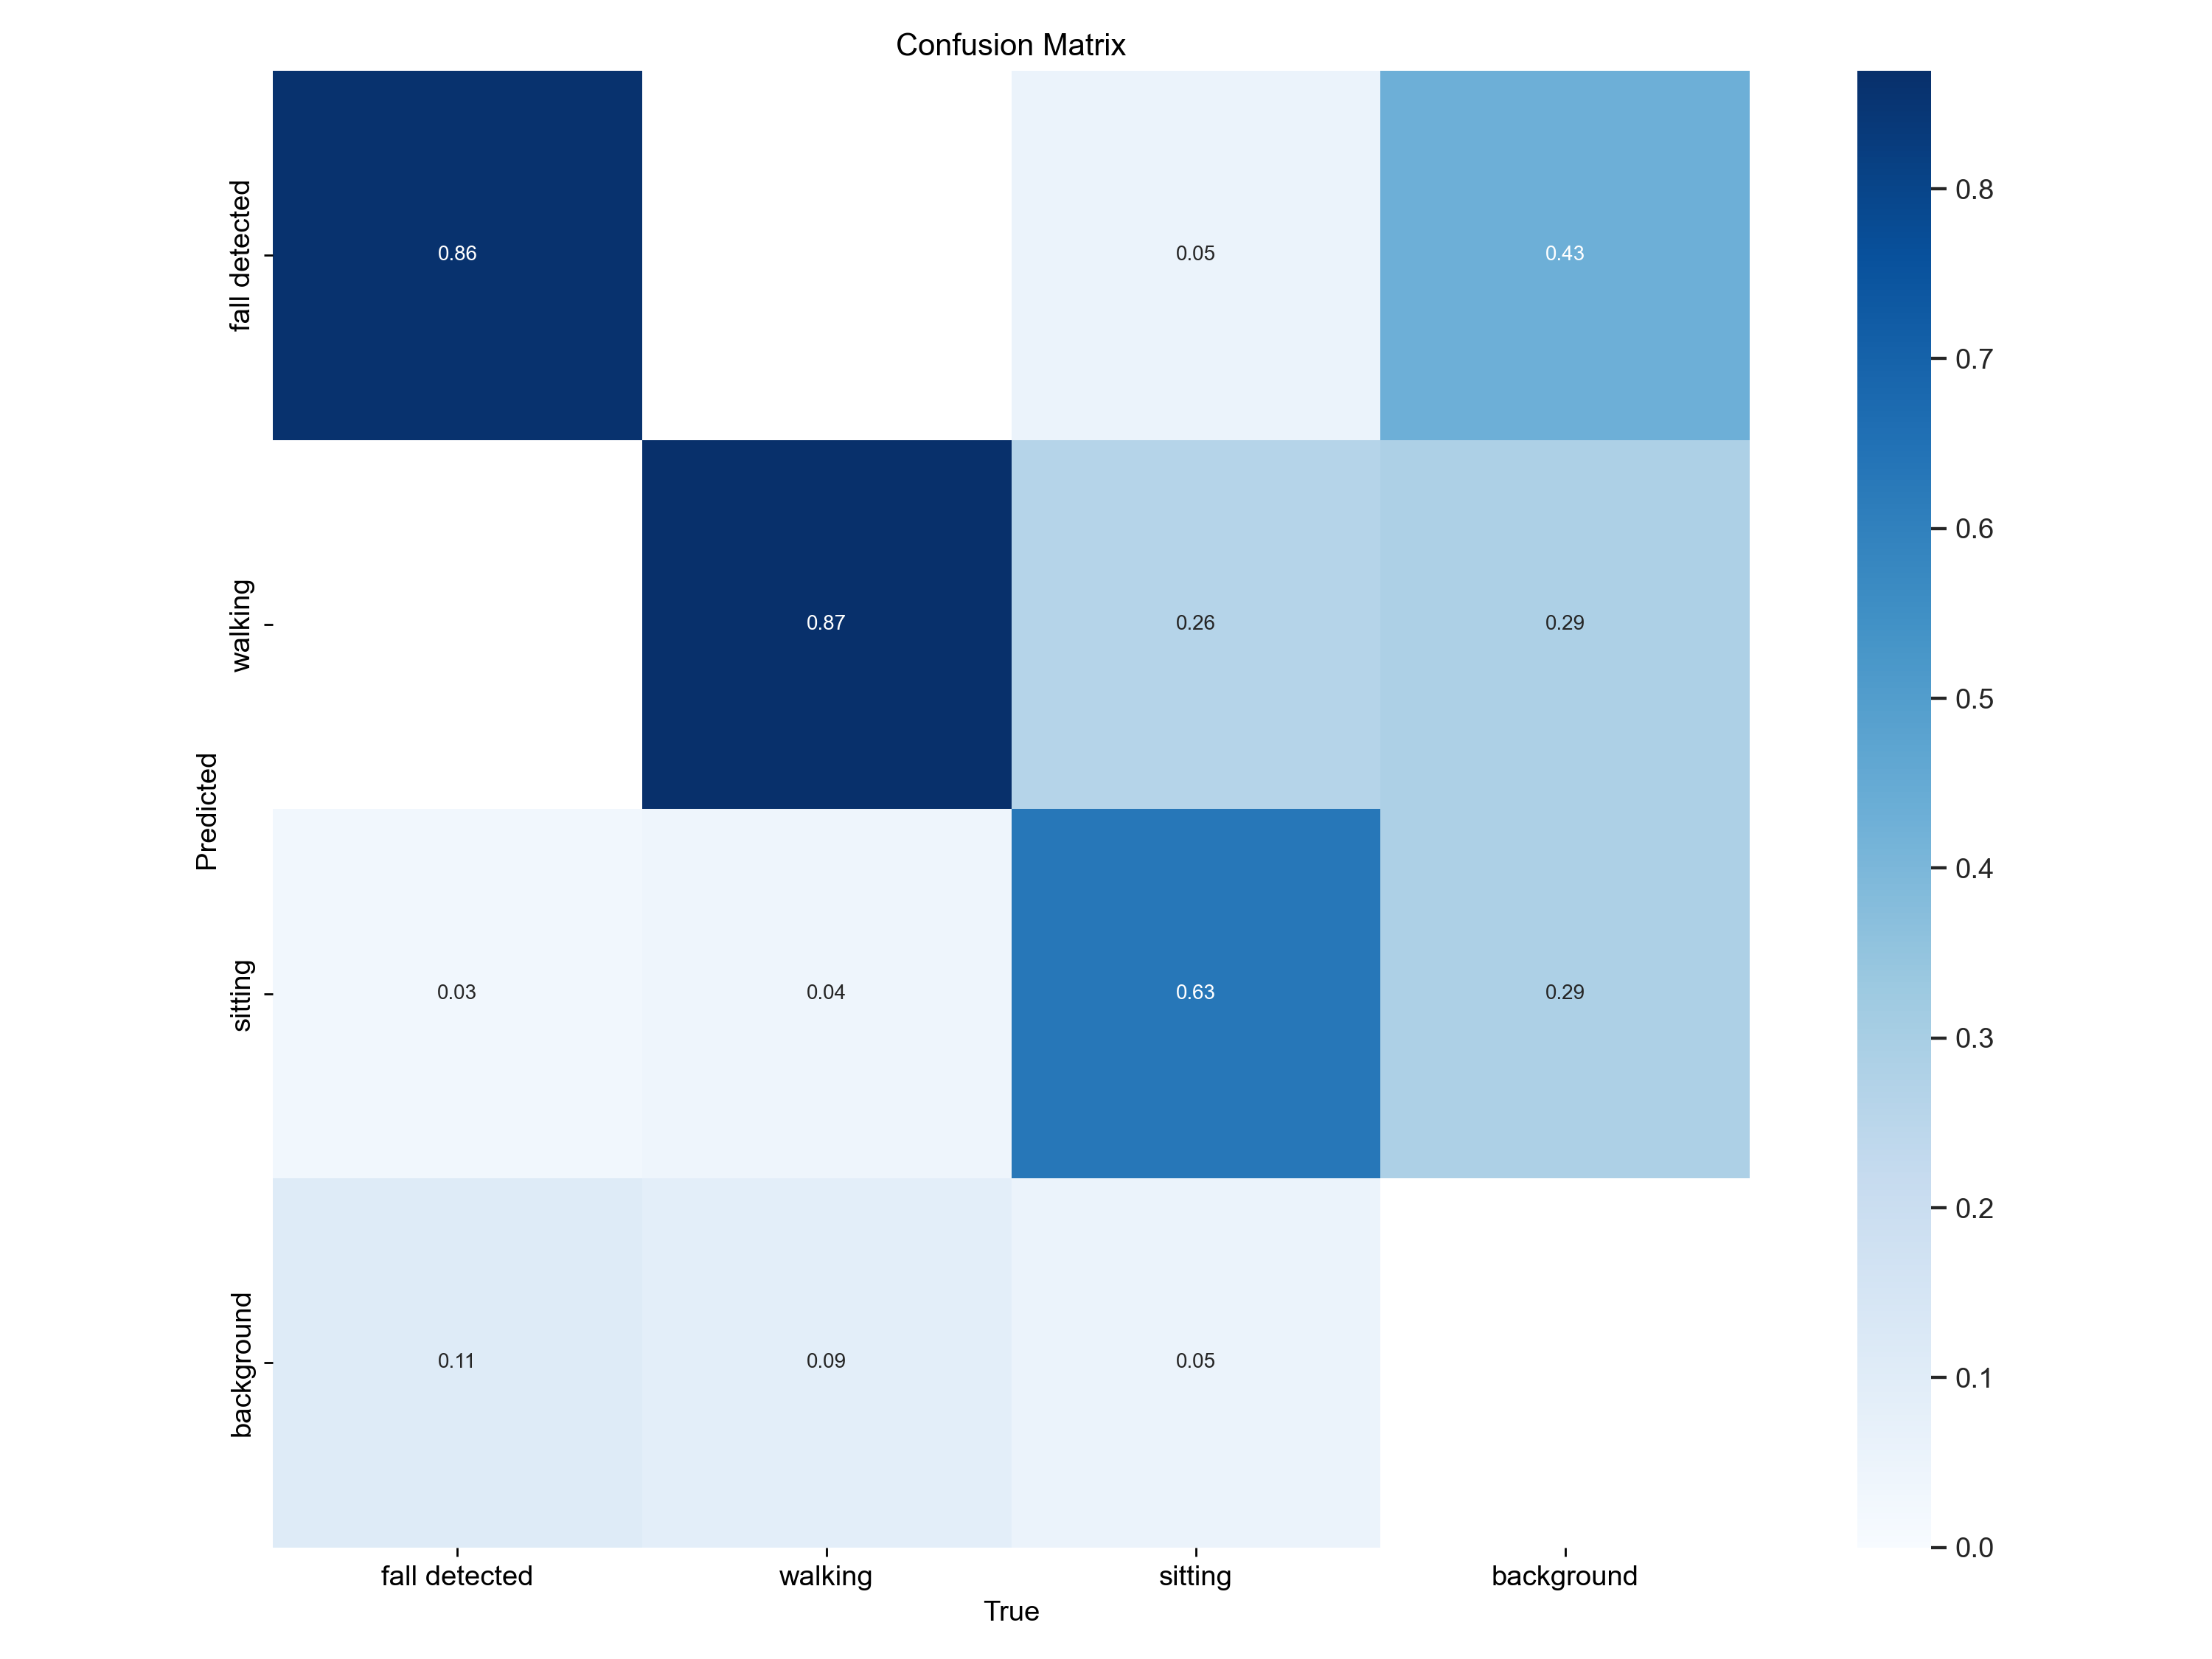 Confusion Matrix
fall detected
0.86
0.05
0.43
walking
0.87
0.26
0.29
sitting
0.03
0.04
0.63
0.29
background
0.11
0.09
0.05
Predicted
fall detected
walking
sitting
background
True
0.8
0.7
0.6
0.5
0.4
0.3
0.2
0.1
0.0